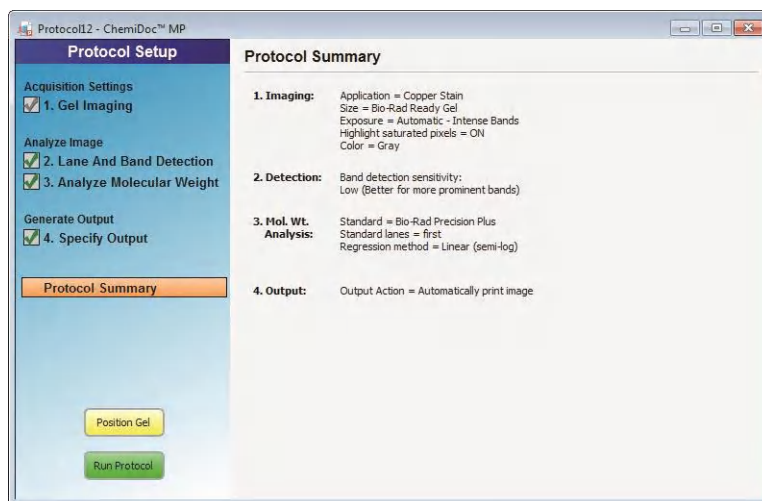 Protocol12 - ChemiDoc™ MP
Protocol Setup
Acquisition Settings
1. Gel Imaging
Analyze Image
2. Lane And Band Detection
3. Analyze Molecular Weight
Generate Output
4. Specify Output
Protocol Summary
Position Gel
Run Protocol
Protocol Summary
1. Imaging: Application = Copper Stain
Size = Bio-Rad Ready Gel
Exposure = Automatic - Intense Bands
Highlight saturated pixels = ON
Color = Gray
2. Detection: Band detection sensitivity:
Low (Better for more prominent bands)
3. Mol. Wt. Standard = Bio-Rad Precision Plus
Analysis: Standard lanes = first
Regression method = Linear (semi-log)
4. Output: Output Action = Automatically print image